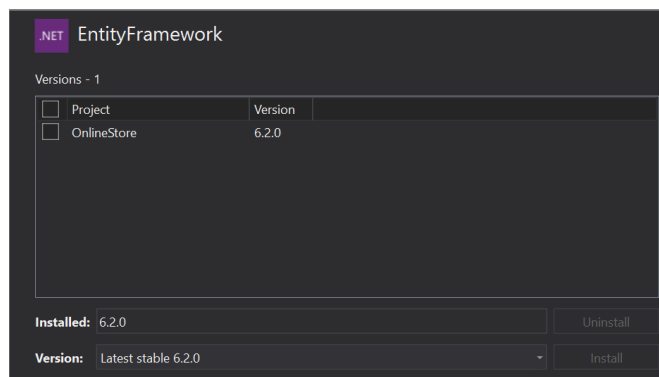 .NET EntityFramework
Versions - 1
Project Version
OnlineStore 6.2.0
Installed: 6.2.0 Uninstall
Version: Latest stable 6.2.0 Install